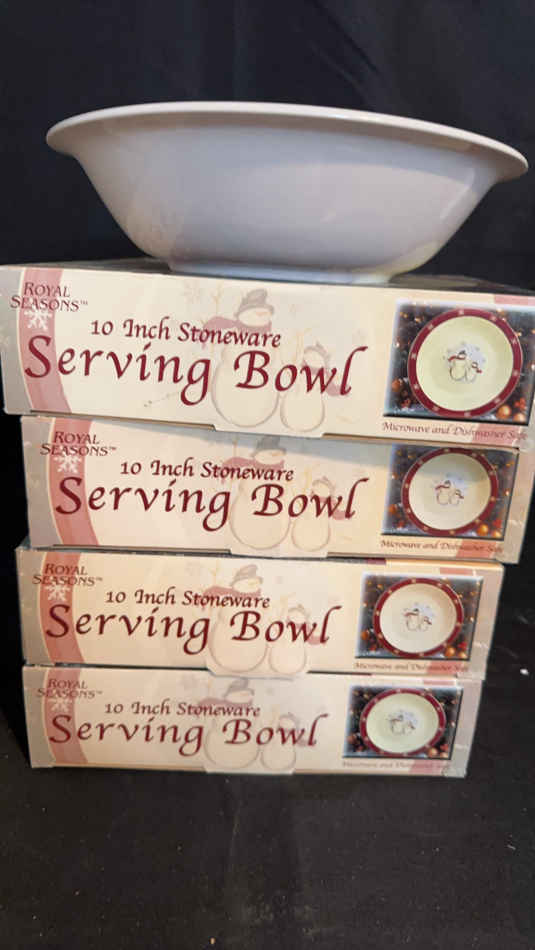 ROYAL
SEASONS™
10 Inch Stoneware
Serving Bowl
Microwave and Dishwasher Safe
ROYAL
SEASONS™
10 Inch Stoneware
Serving Bowl
Microwave and Dishwasher Safe
ROYAL
SEASONS™
10 Inch Stoneware
Serving Bowl
Microwave and Dishwasher Safe
ROYAL
SEASONS™
10 Inch Stoneware
Serving Bowl
Microwave and Dishwasher Safe